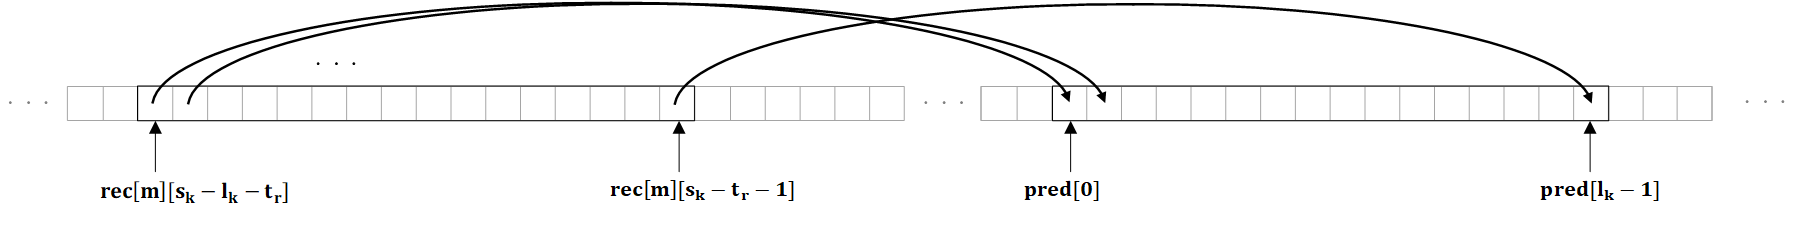 . . .
. . . . . . . . .
rec[m][sₖ − lₖ − tᵣ] rec[m][sₖ − tᵣ − 1] pred[0] pred[lₖ − 1]